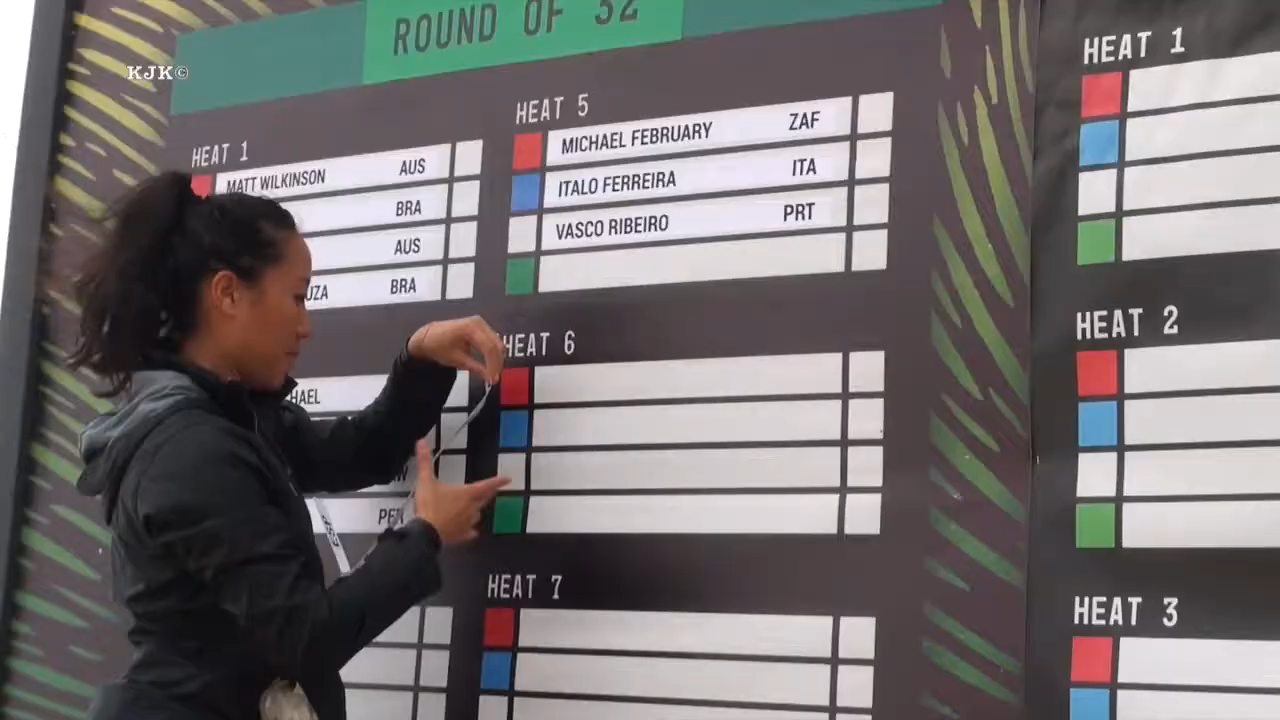 ROUND OF 32
KJK©
HEAT 1
MATT WILKINSON AUS
BRA
AUS
UZA BRA
HAEL
PER
HEAT 5
MICHAEL FEBRUARY ZAF
ITALO FERREIRA ITA
VASCO RIBEIRO PRT
HEAT 6
HEAT 7
HEAT 1
HEAT 2
HEAT 3